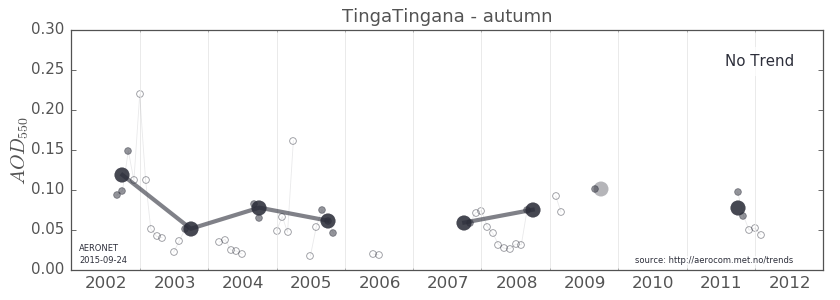 TingaTingana - autumn
0.30
0.25
0.20
0.15
0.10
0.05
0.00
AOD550
No Trend
AERONET
2015-09-24
source: http://aerocom.met.no/trends
2002 2003 2004 2005 2006 2007 2008 2009 2010 2011 2012